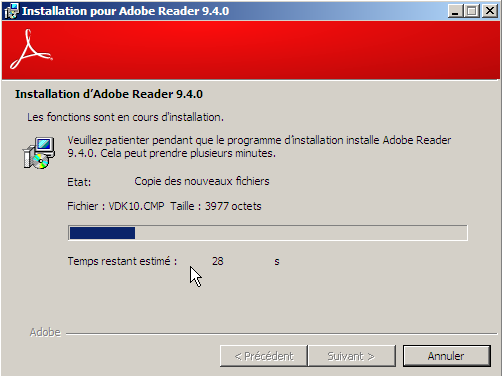 Installation pour Adobe Reader 9.4.0
Installation d'Adobe Reader 9.4.0
Les fonctions sont en cours d'installation.
Veuillez patienter pendant que le programme d'installation installe Adobe Reader
9.4.0. Cela peut prendre plusieurs minutes.
Etat: Copie des nouveaux fichiers
Fichier : VDK10.CMP Taille : 3977 octets
Temps restant estimé : 28 s
Adobe
< Précédent Suivant > Annuler